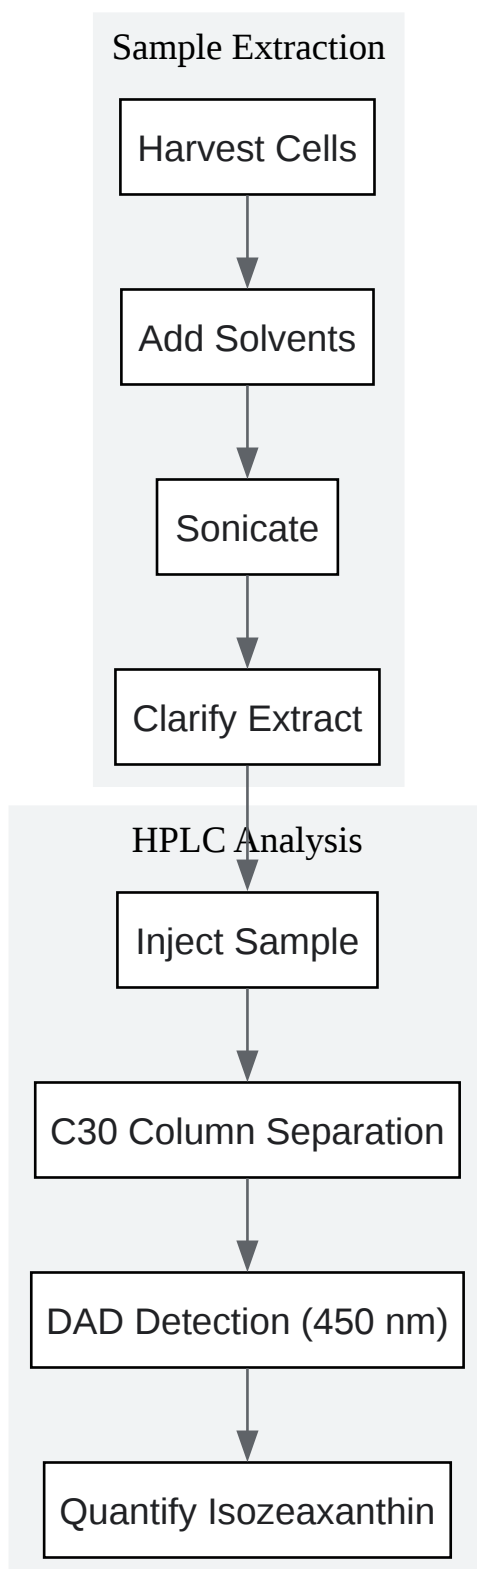 Sample Extraction
Harvest Cells
Add Solvents
Sonicate
Clarify Extract
HPLC Analysis
Inject Sample
C30 Column Separation
DAD Detection (450 nm)
Quantify Isozeaxanthin